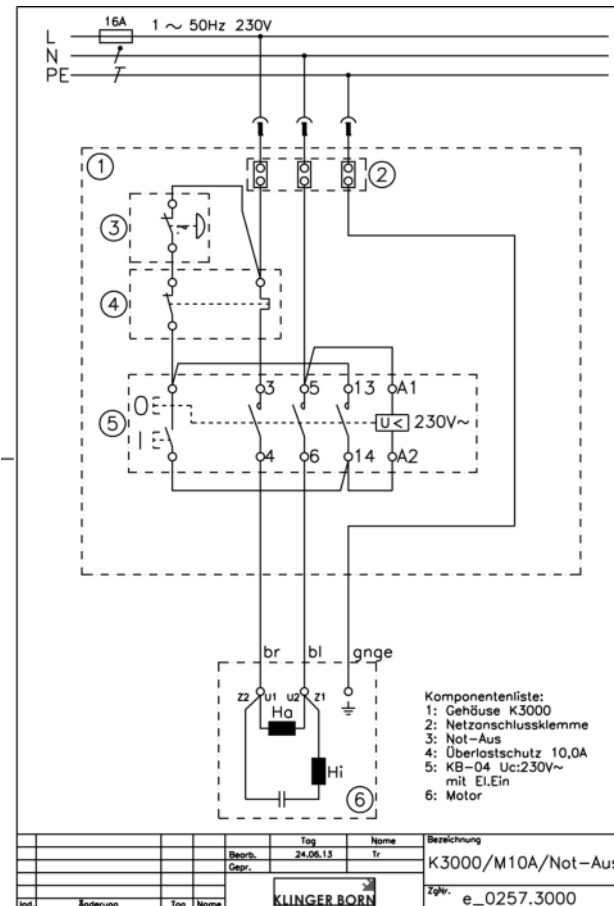 16A 1 ~ 50Hz 230V
L
N
PE
1
2
3
4
3 5 13 A1
O
5
U< 230V~
I
4 6 14 A2
br bl gnge
Z2 U1 U2 Z1
Ha
Hi
6
Komponentenliste:
1: Gehäuse K3000
2: Netzanschlussklemme
3: Not-Aus
4: Überlastschutz 10,0A
5: KB-04 Uc:230V~
mit El.Ein
6: Motor
Tag Name Bezeichnung
Bearb. 24.06.13 Tr
K3000/M10A/Not-Aus
Gepr.
KLINGER BORN
ZgNr. e_0257.3000
Ind. Änderung Tag Name